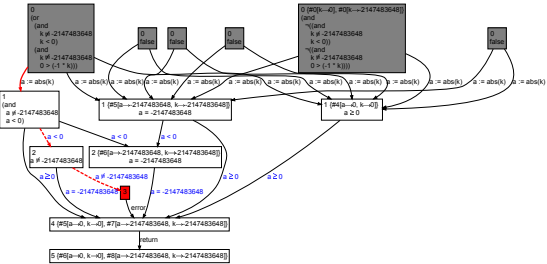 0
(or
(and
k ≠ -2147483648
k < 0)
(and
k ≠ -2147483648
0 > (-1 * k)))
0
false
0
false
0
false
0 {#0[k→0], #0[k→-2147483648]}
(and
¬((and
k ≠ -2147483648
k < 0))
¬((and
k ≠ -2147483648
0 > (-1 * k))))
0
false
a := abs(k)
a := abs(k)
a := abs(k)
a := abs(k)
a := abs(k)
a := abs(k)
a := abs(k)
a := abs(k)
a := abs(k)
a := abs(k)
1
(and
a ≠ -2147483648
a < 0)
1 {#5[a→-2147483648, k→-2147483648]}
a = -2147483648
1 {#4[a→0, k→0]}
a ≥ 0
a < 0
a < 0
a < 0
2
a ≠ -2147483648
2 {#6[a→-2147483648, k→-2147483648]}
a = -2147483648
a ≥ 0
a ≠ -2147483648
a ≥ 0
a ≥ 0
a = -2147483648
a = -2147483648
error
4 {#5[a→0, k→0], #7[a→-2147483648, k→-2147483648]}
return
5 {#6[a→0, k→0], #8[a→-2147483648, k→-2147483648]}